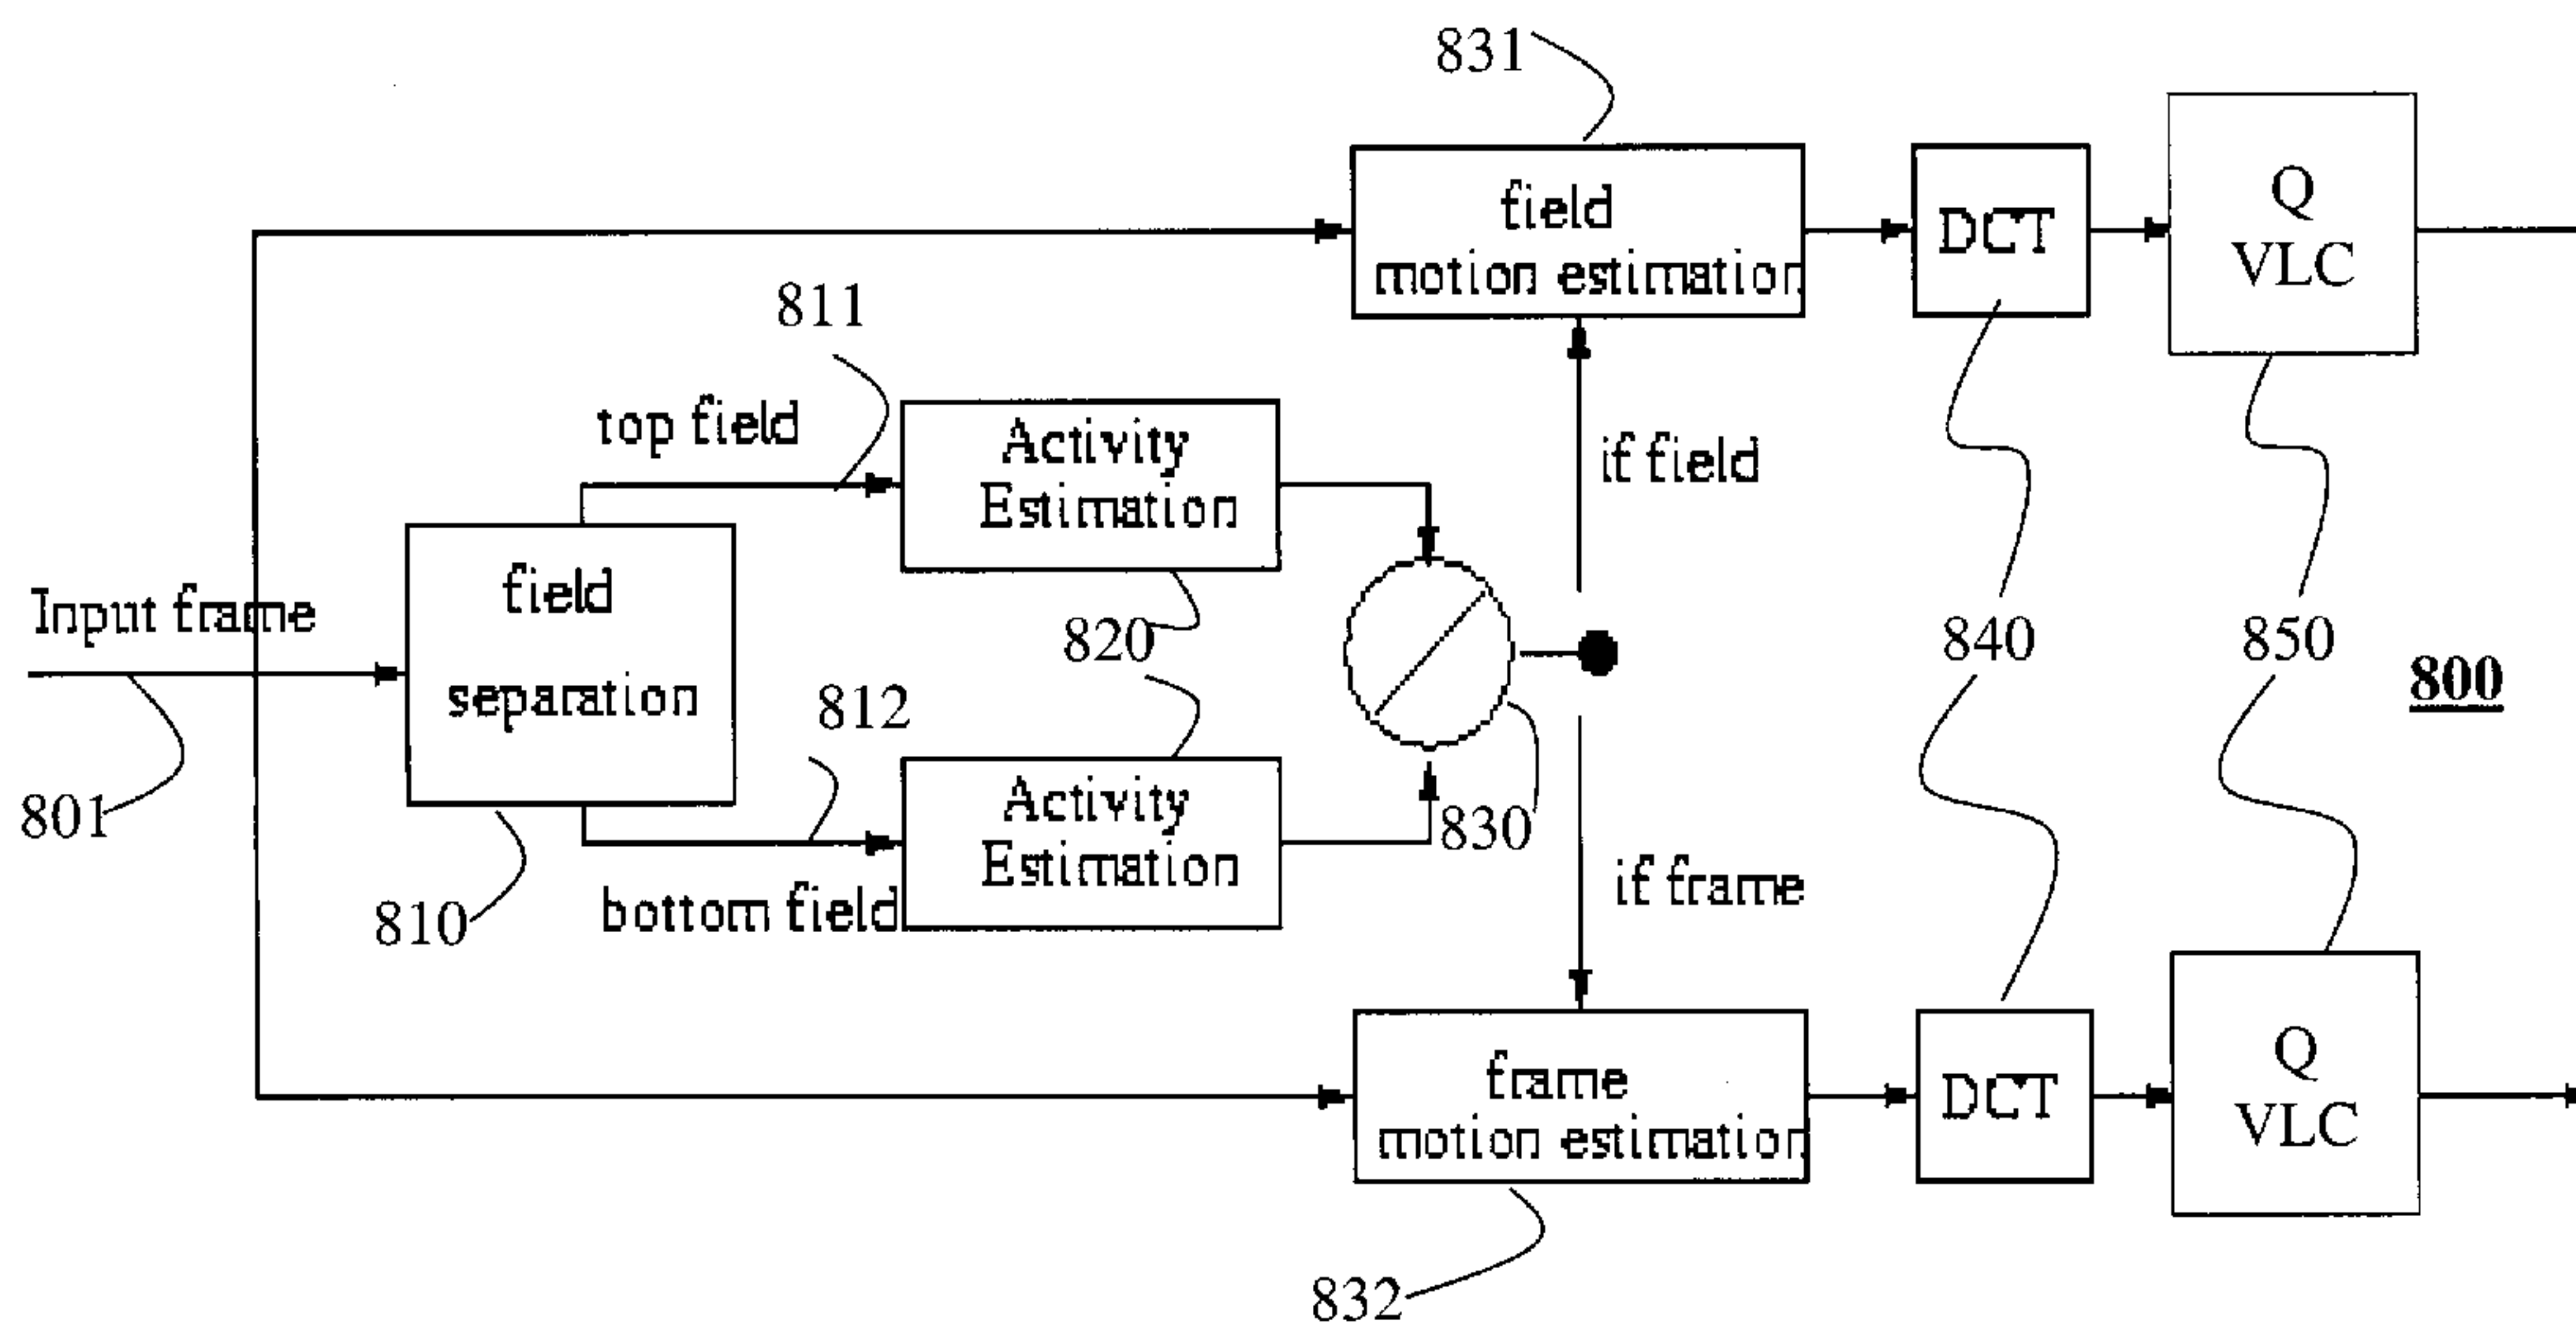 831
field
motion estimation
DCT
Q
VLC
811
top field
Activity
Estimation
if field
Input frame
field
separation
820
840
850
800
812
801
830
Activity
Estimation
810
bottom field
if frame
frame
motion estimation
DCT
Q
VLC
832